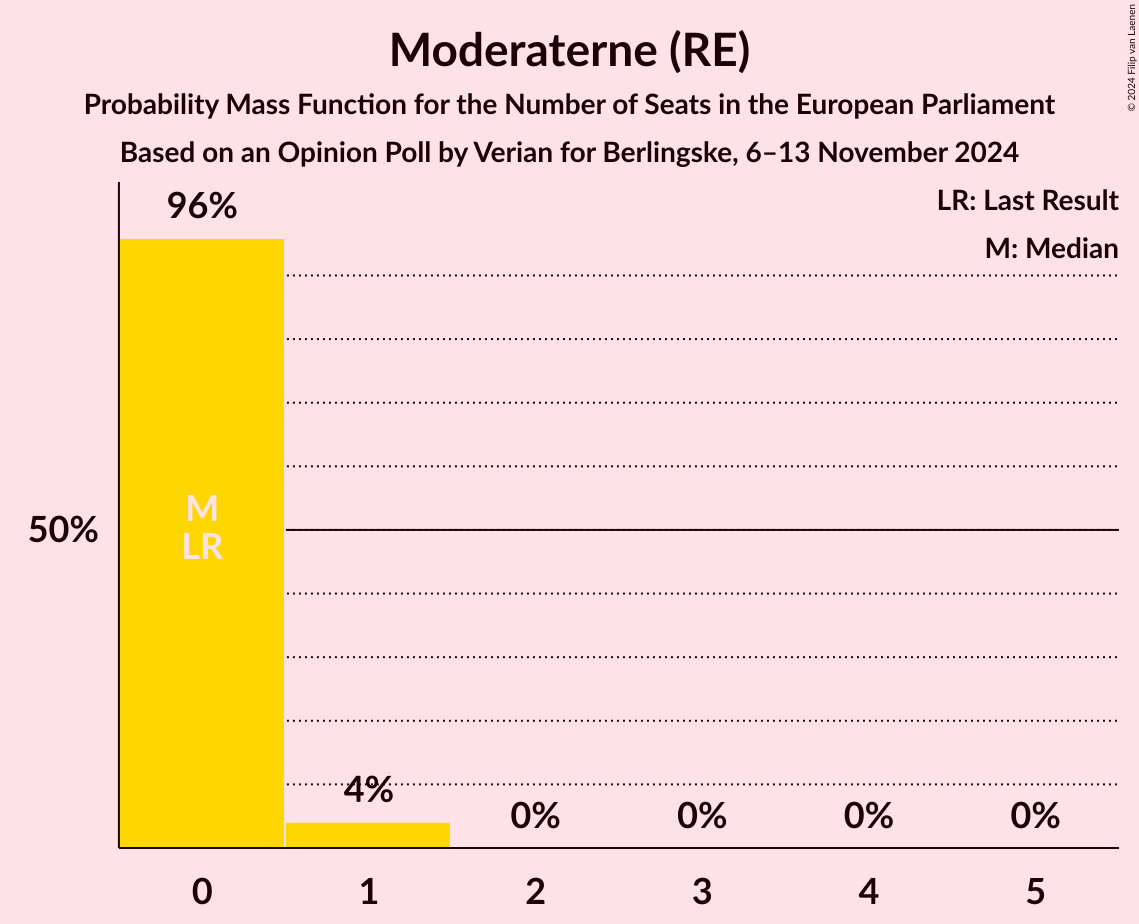 Moderaterne (RE)
Probability Mass Function for the Number of Seats in the European Parliament
Based on an Opinion Poll by Verian for Berlingske, 6–13 November 2024
© 2024 Filip van Laenen
LR: Last Result
M: Median
96%
M
LR
50%
4%
0%
0%
0%
0%
0
1
2
3
4
5